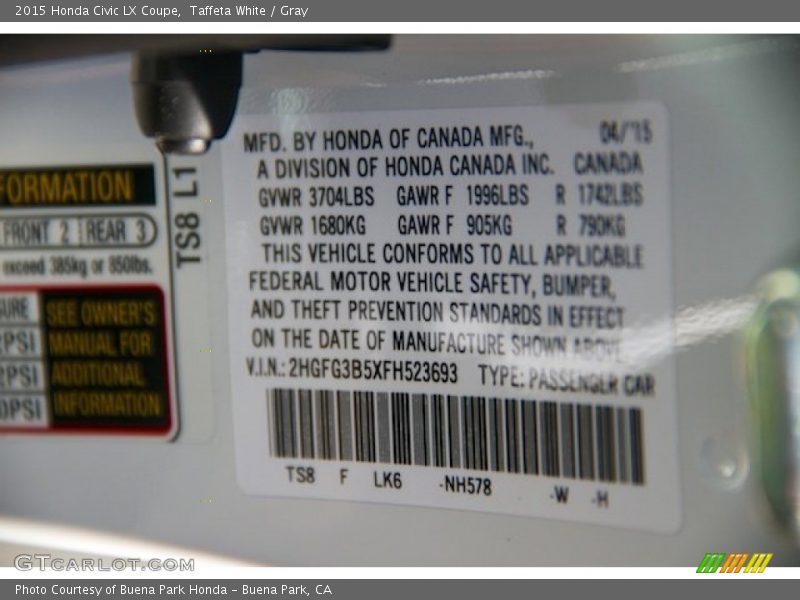 2015 Honda Civic LX Coupe,  Taffeta White / Gray
FORMATION
FRONT 2 REAR 3
exceed 385kg or 850lbs.
SEE OWNER'S
MANUAL FOR
ADDITIONAL
INFORMATION
PSI
PSI
PSI
TS8 L1
MFD. BY HONDA OF CANADA MFG., 04/'15
A DIVISION OF HONDA CANADA INC. CANADA
GVWR 3704LBS GAWR F 1996LBS R 1742LBS
GVWR 1680KG GAWR F 905KG R 790KG
THIS VEHICLE CONFORMS TO ALL APPLICABLE
FEDERAL MOTOR VEHICLE SAFETY, BUMPER,
AND THEFT PREVENTION STANDARDS IN EFFECT
ON THE DATE OF MANUFACTURE SHOWN ABOVE
V.I.N.: 2HGFG3B5XFH523693 TYPE: PASSENGER CAR
TS8 F LK6 -NH578 -W -H
GTCARLOT.COM
Photo Courtesy of Buena Park Honda – Buena Park, CA